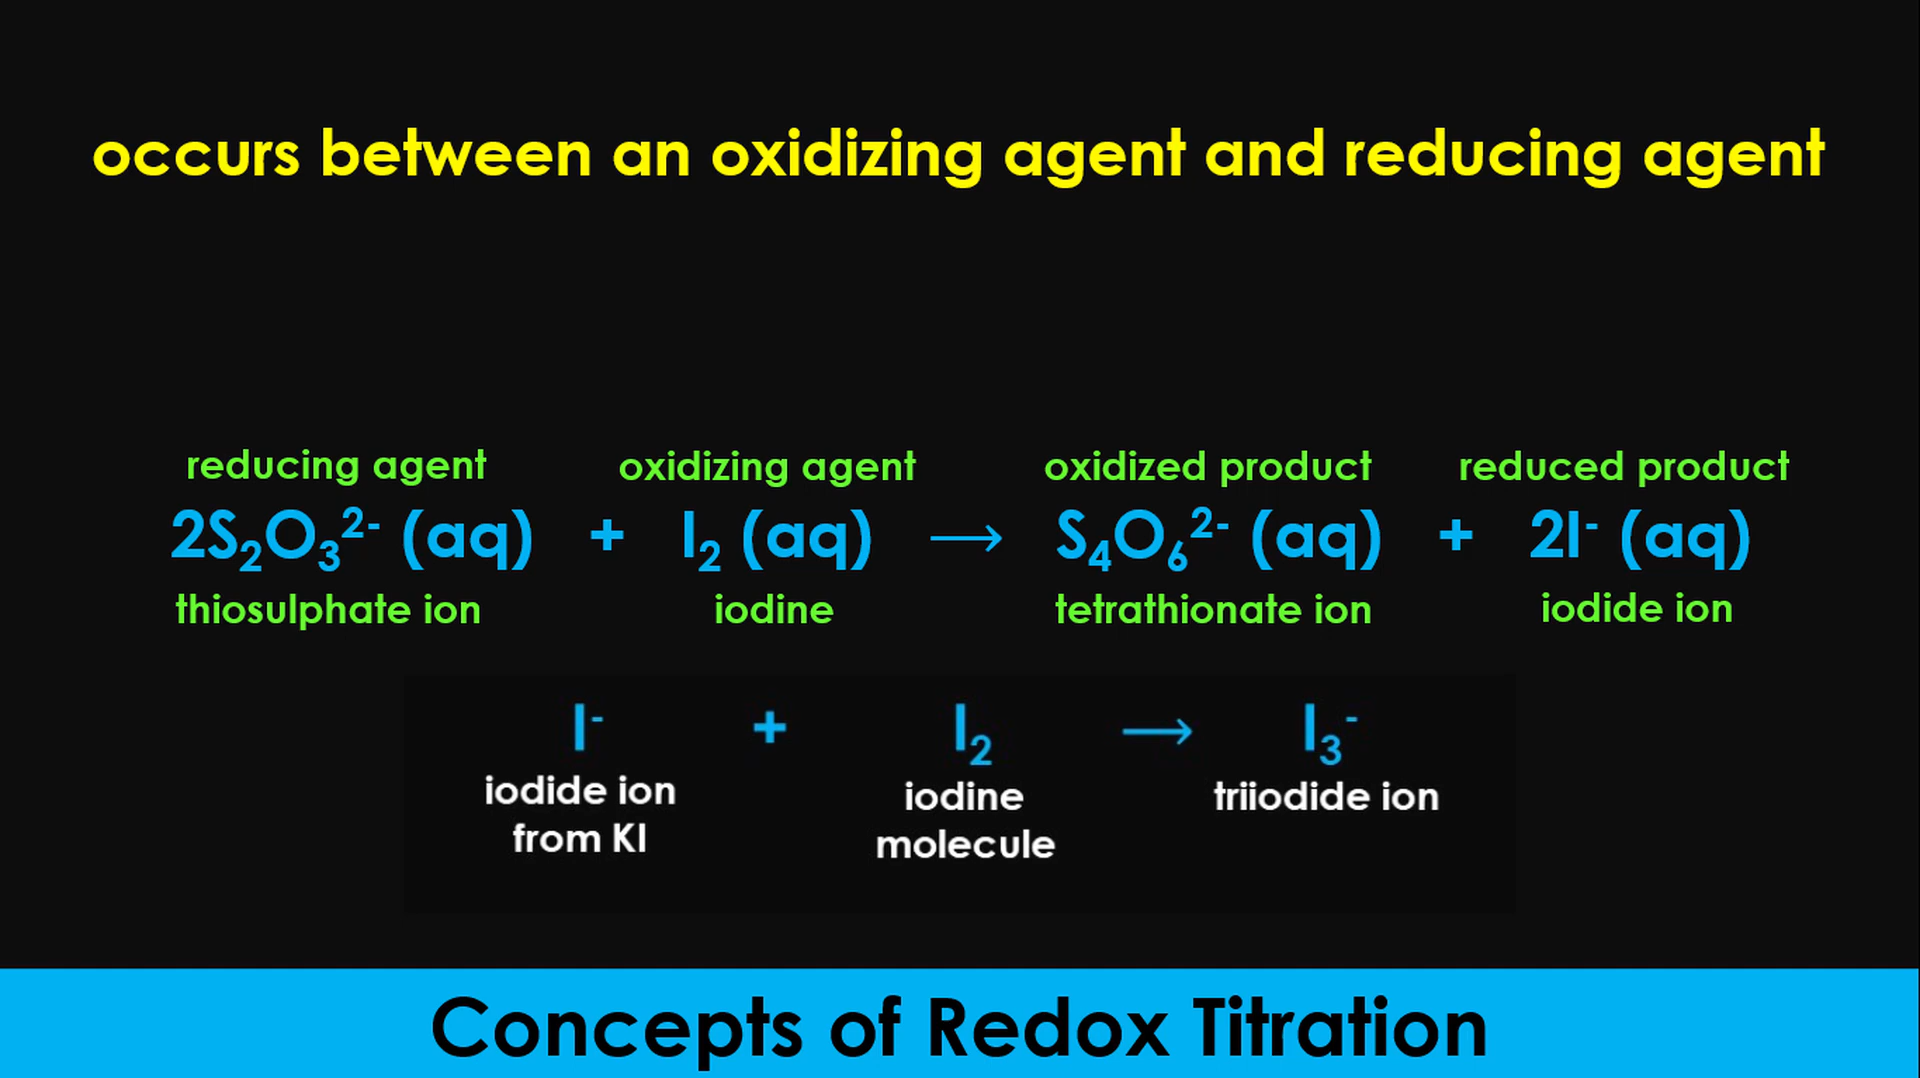 occurs between an oxidizing agent and reducing agent
reducing agent oxidizing agent oxidized product reduced product
2S₂O₃²⁻ (aq) + I₂ (aq) ⟶ S₄O₆²⁻ (aq) + 2I⁻ (aq)
thiosulphate ion iodine tetrathionate ion iodide ion
I⁻ + I₂ ⟶ I₃⁻
iodide ion iodine triiodide ion
from KI molecule
Concepts of Redox Titration